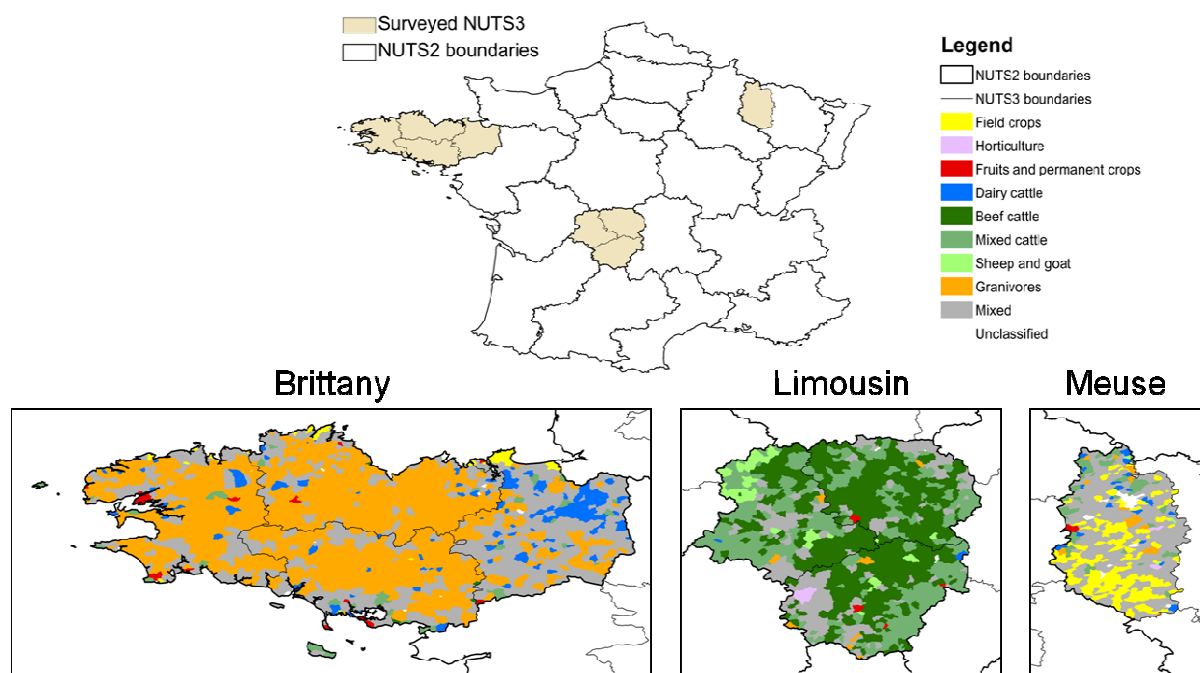 Surveyed NUTS3
NUTS2 boundaries
Legend
NUTS2 boundaries
NUTS3 boundaries
Field crops
Horticulture
Fruits and permanent crops
Dairy cattle
Beef cattle
Mixed cattle
Sheep and goat
Granivores
Mixed
Unclassified
Brittany
Limousin
Meuse